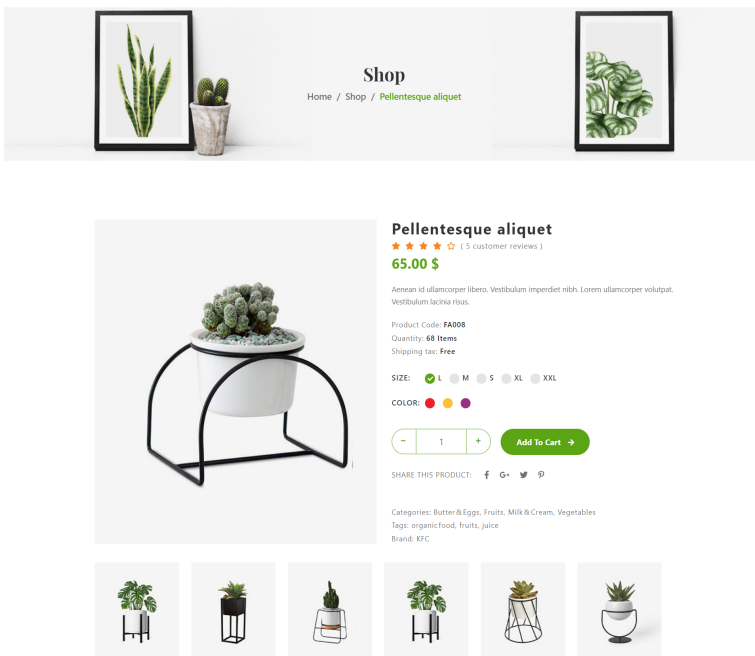 Shop
Home / Shop / Pellentesque aliquet
Pellentesque aliquet
( 5 customer reviews )
65.00 $
Aenean id ullamcorper libero. Vestibulum imperdiet nibh. Lorem ullamcorper volutpat.
Vestibulum lacinia risus.
Product Code: FA008
Quantity: 68 Items
Shipping tax: Free
SIZE: L M S XL XXL
COLOR:
− 1 + Add To Cart →
SHARE THIS PRODUCT: f G+
Categories: Butter&Eggs, Fruits, Milk&Cream, Vegetables
Tags: organicfood, fruits, juice
Brand: KFC